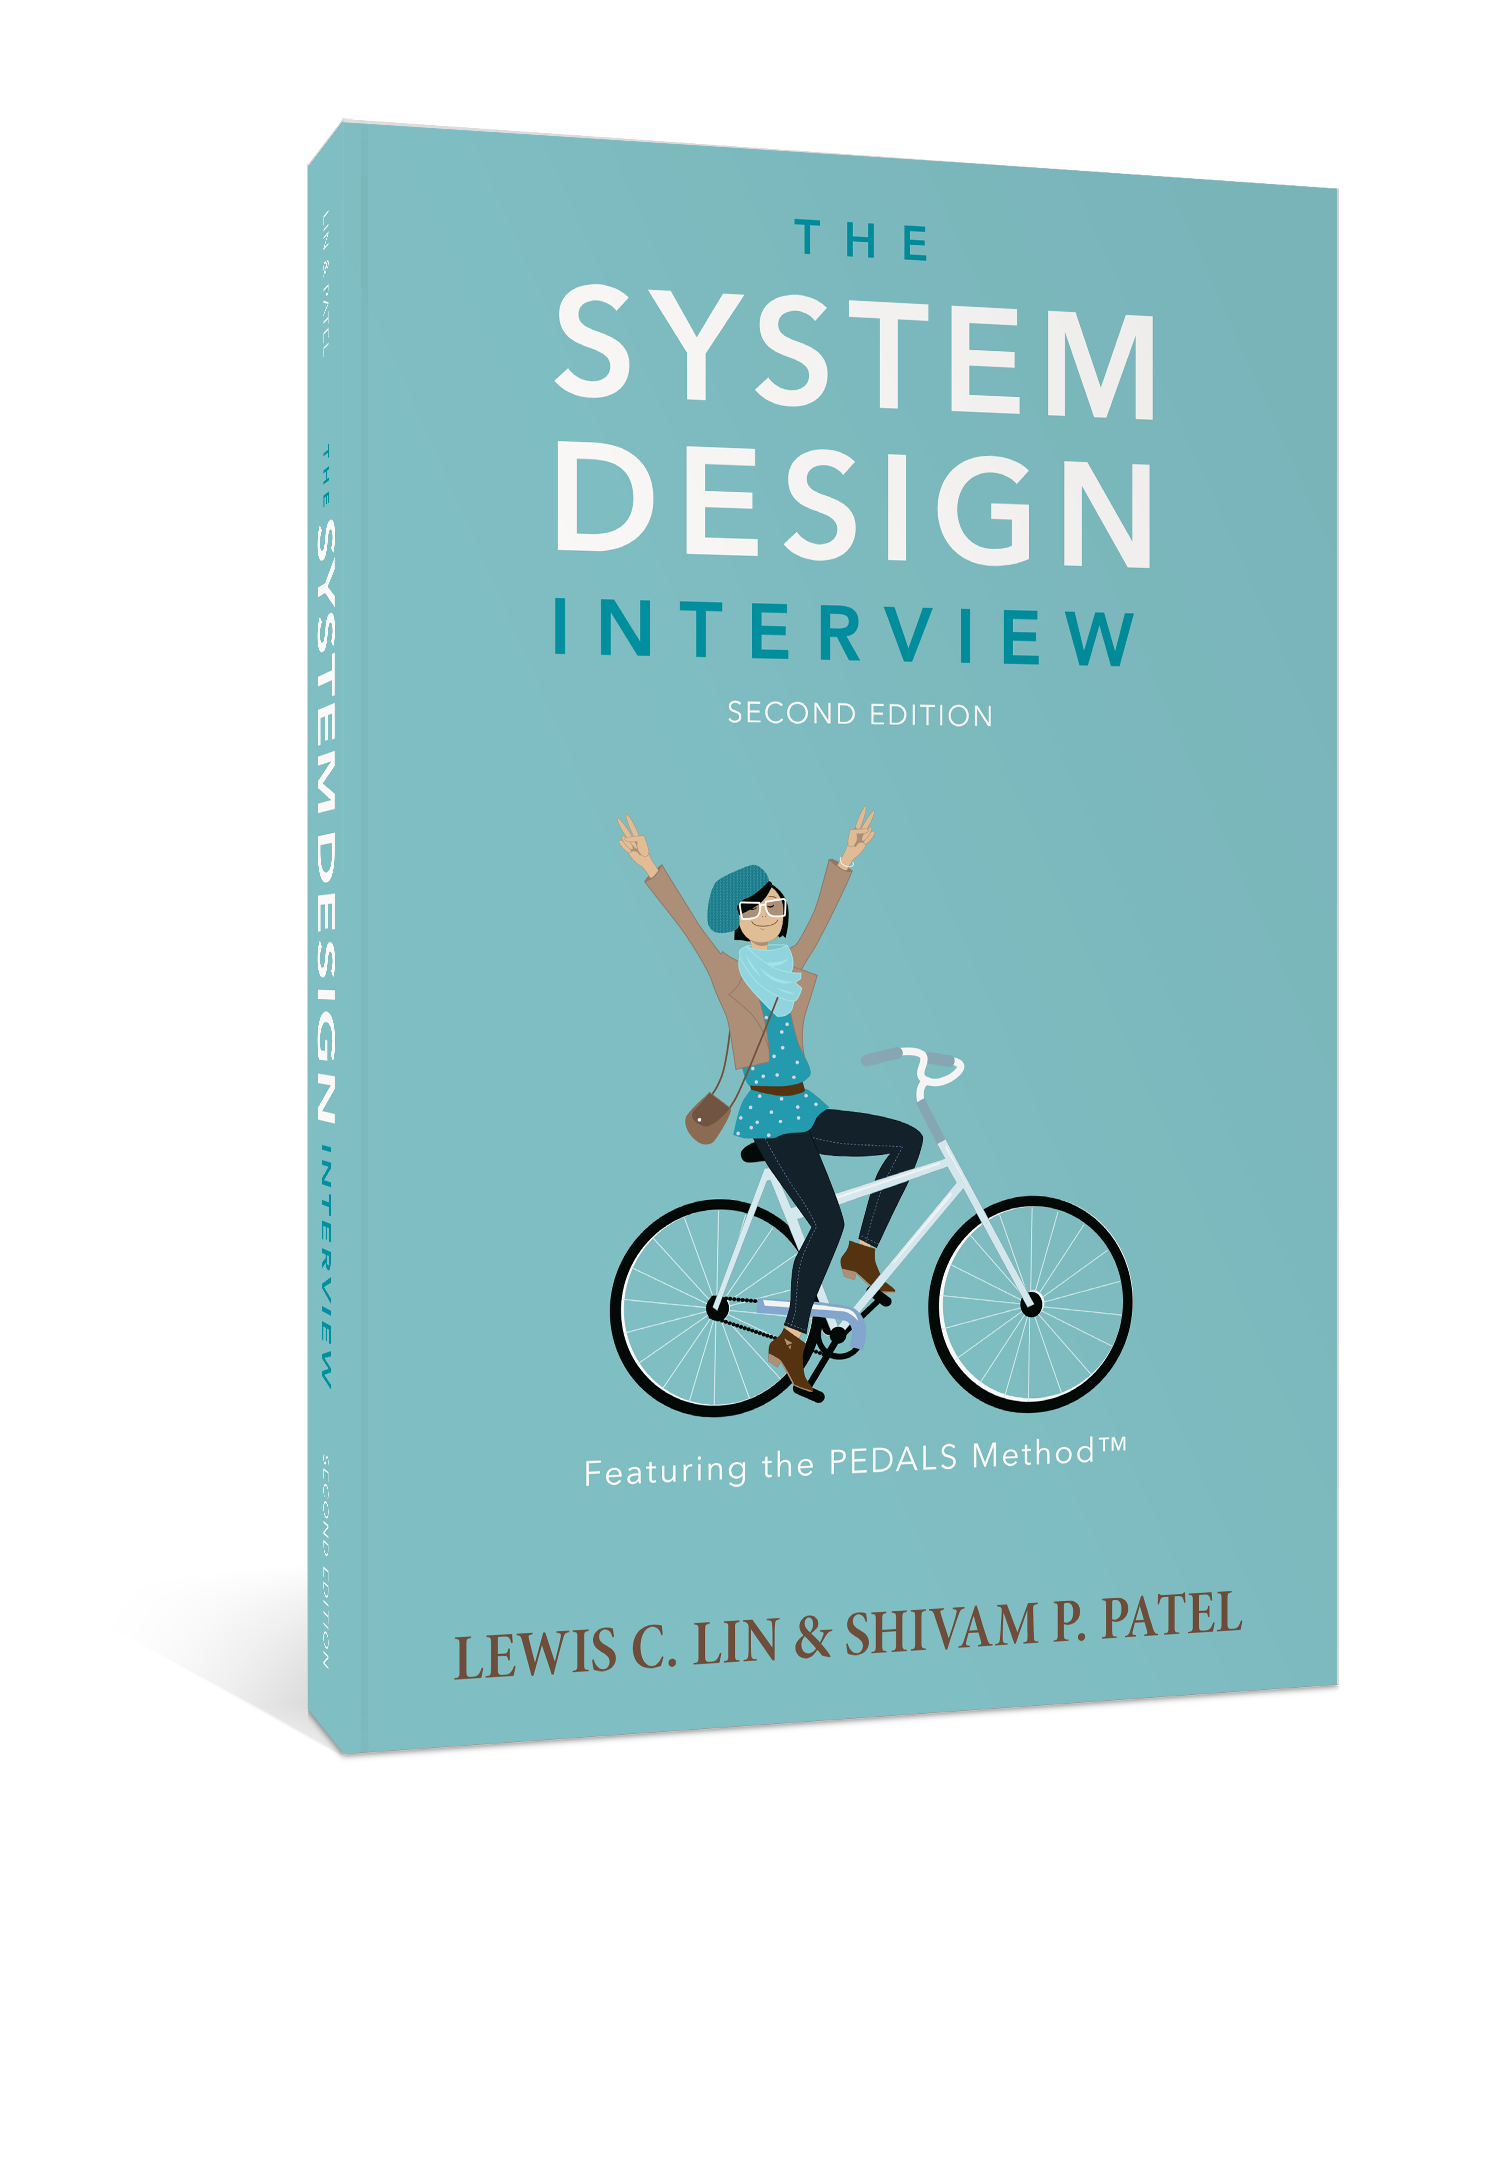 THE
SYSTEM
DESIGN
INTERVIEW
SECOND EDITION
Featuring the PEDALS Method™
LEWIS C. LIN & SHIVAM P. PATEL
LIN & PATEL
THE SYSTEM DESIGN INTERVIEW
SECOND EDITION